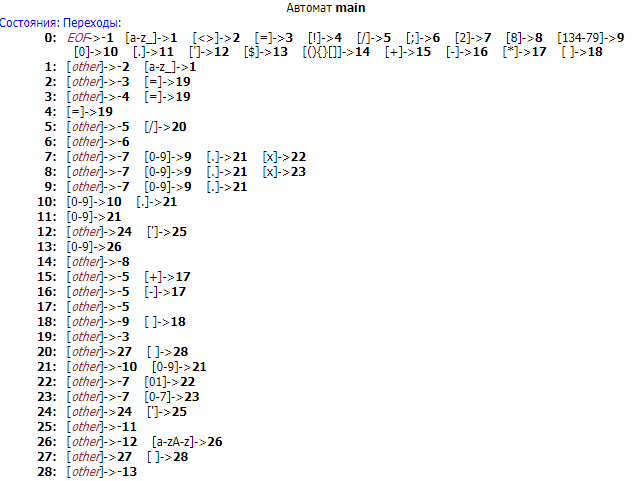 Автомат main
Состояния: Переходы:
0: EOF->-1 [a-z_]->1 [<>]->2 [=]->3 [!]->4 [/]->5 [;]->6 [2]->7 [8]->8 [134-79]->9
[0]->10 [.]->11 [']->12 [$]->13 [(){}[]]->14 [+]->15 [-]->16 [*]->17 [ ]->18
1: [other]->-2 [a-z_]->1
2: [other]->-3 [=]->19
3: [other]->-4 [=]->19
4: [=]->19
5: [other]->-5 [/]->20
6: [other]->-6
7: [other]->-7 [0-9]->9 [.]->21 [x]->22
8: [other]->-7 [0-9]->9 [.]->21 [x]->23
9: [other]->-7 [0-9]->9 [.]->21
10: [0-9]->10 [.]->21
11: [0-9]->21
12: [other]->24 [']->25
13: [0-9]->26
14: [other]->-8
15: [other]->-5 [+]->17
16: [other]->-5 [-]->17
17: [other]->-5
18: [other]->-9 [ ]->18
19: [other]->-3
20: [other]->27 [ ]->28
21: [other]->-10 [0-9]->21
22: [other]->-7 [01]->22
23: [other]->-7 [0-7]->23
24: [other]->24 [']->25
25: [other]->-11
26: [other]->-12 [a-zA-z]->26
27: [other]->27 [ ]->28
28: [other]->-13